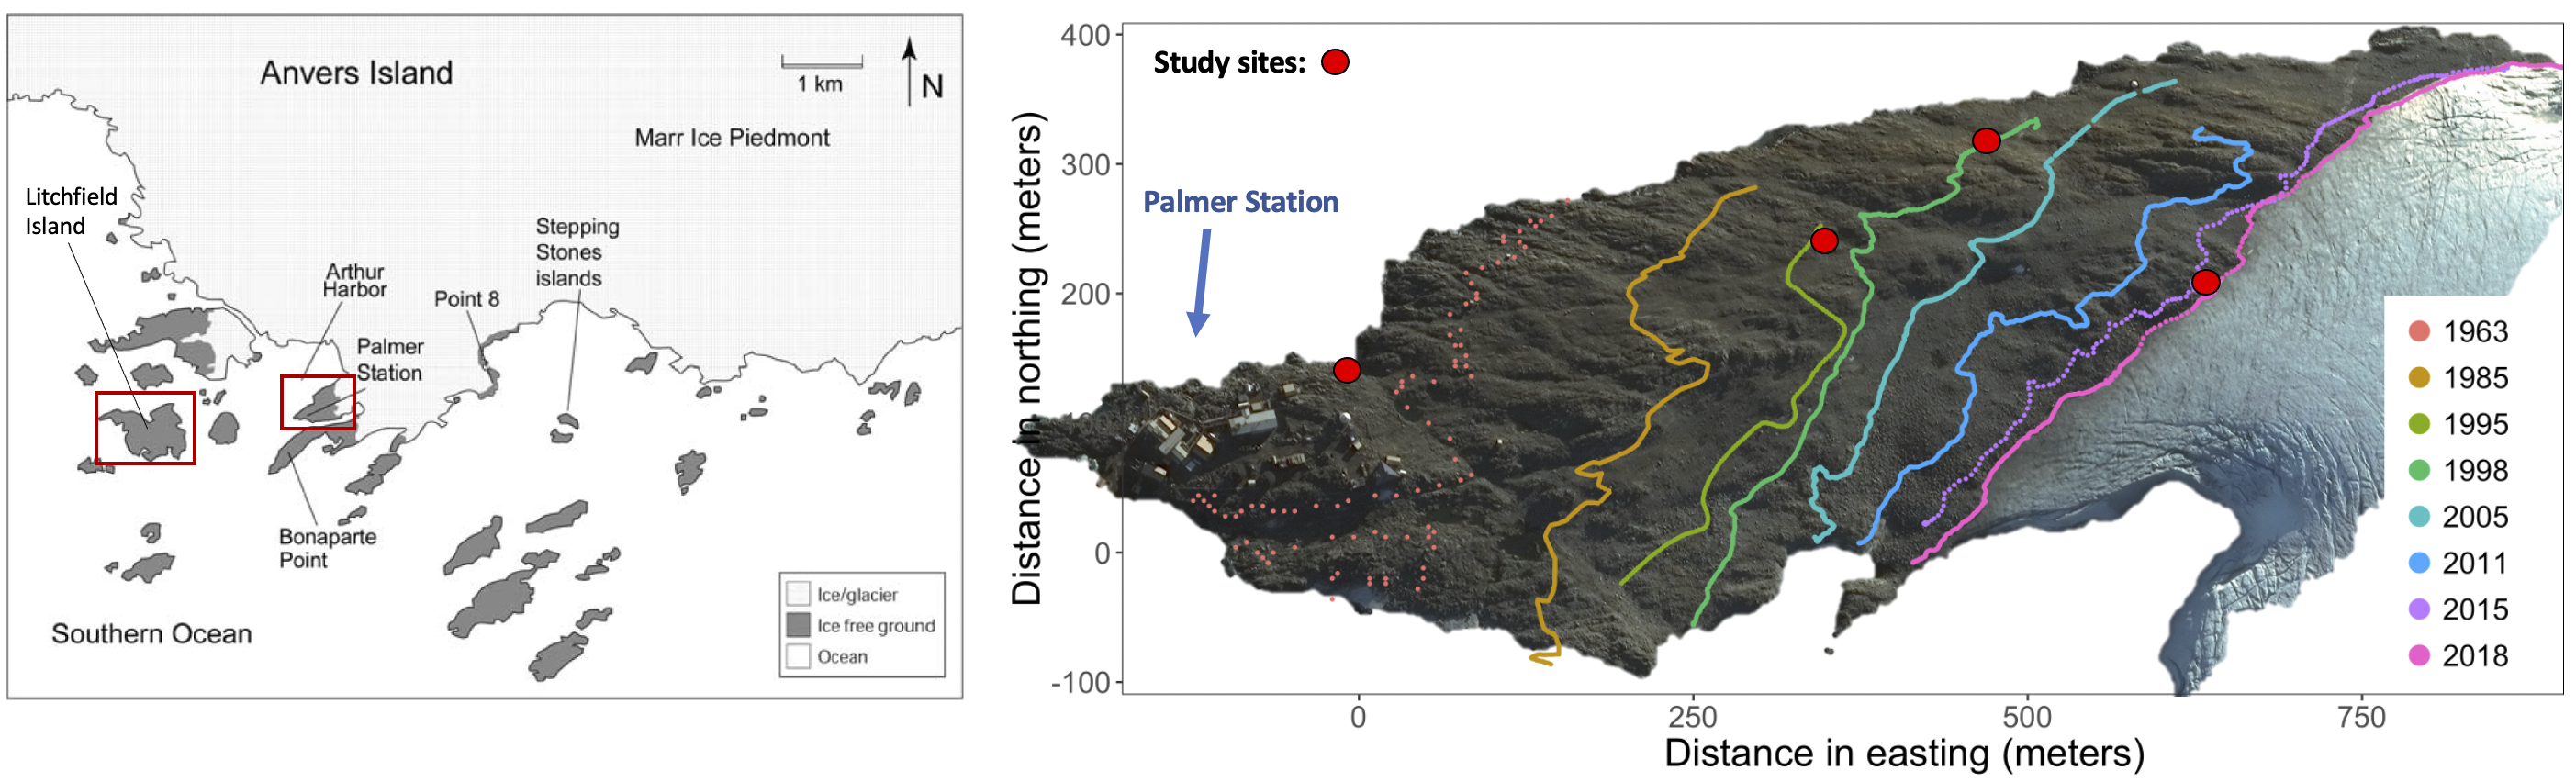 Anvers Island
1 km
N
Marr Ice Piedmont
Litchfield
Island
Arthur
Harbor
Point 8
Stepping
Stones
islands
Palmer
Station
Bonaparte
Point
Southern Ocean
Ice/glacier
Ice free ground
Ocean
Study sites:
Palmer Station
Distance in northing (meters)
400
300
200
0
-100
0
250
500
750
Distance in easting (meters)
1963
1985
1995
1998
2005
2011
2015
2018